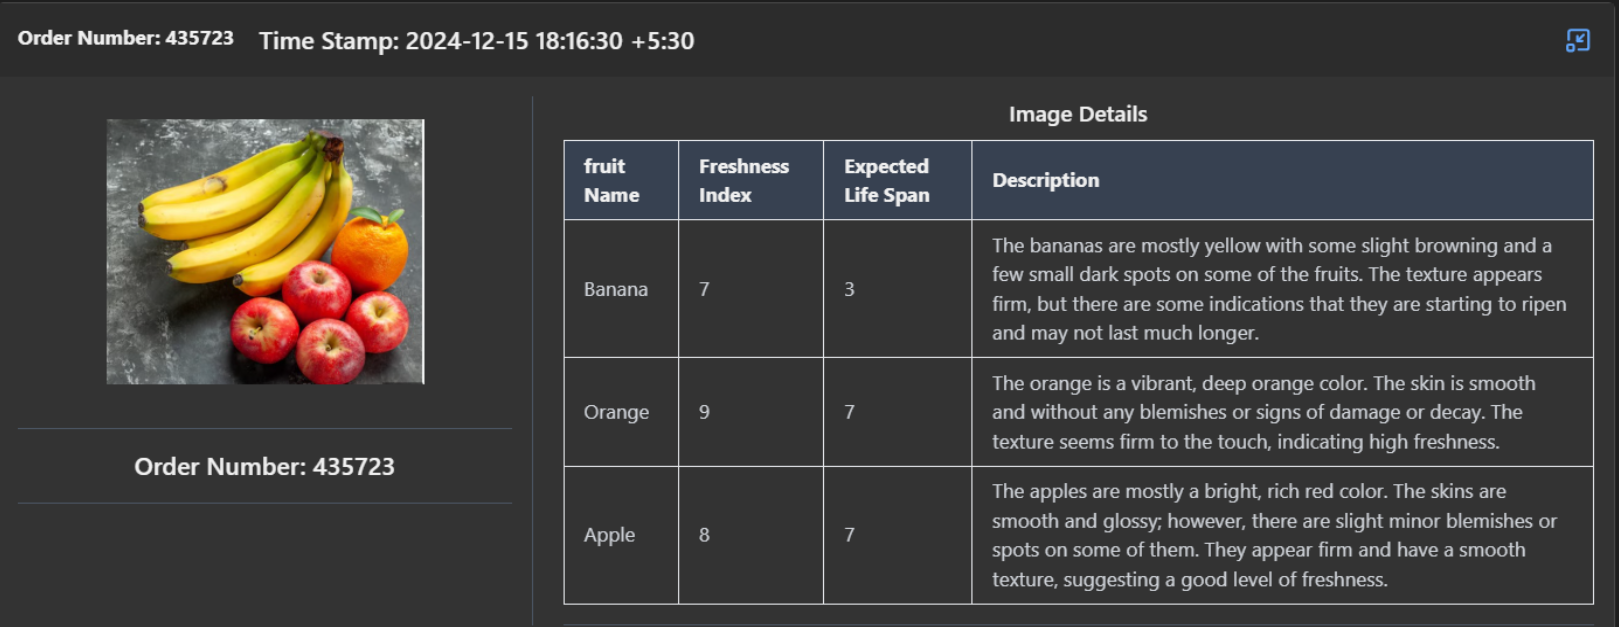 Order Number: 435723
Time Stamp: 2024-12-15 18:16:30 +5:30
Order Number: 435723
Image Details
fruit Name
Freshness Index
Expected Life Span
Description
Banana
7
3
The bananas are mostly yellow with some slight browning and a
few small dark spots on some of the fruits. The texture appears
firm, but there are some indications that they are starting to ripen
and may not last much longer.
Orange
9
7
The orange is a vibrant, deep orange color. The skin is smooth
and without any blemishes or signs of damage or decay. The
texture seems firm to the touch, indicating high freshness.
Apple
8
7
The apples are mostly a bright, rich red color. The skins are
smooth and glossy; however, there are slight minor blemishes or
spots on some of them. They appear firm and have a smooth
texture, suggesting a good level of freshness.